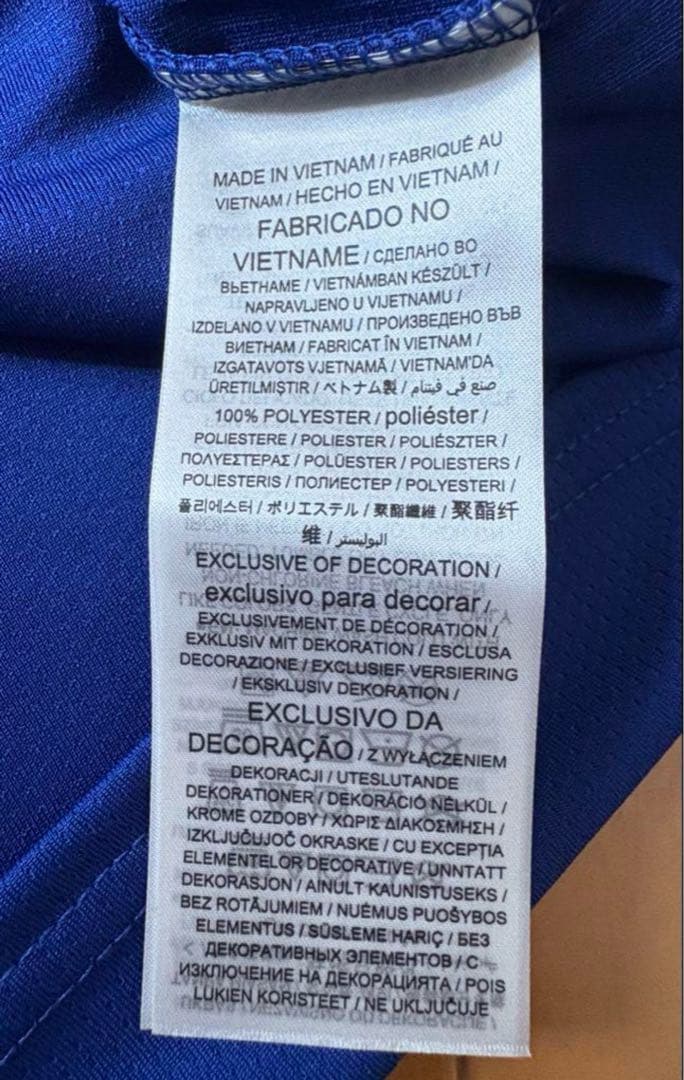 MADE IN VIETNAM / FABRIQUÉ AU
VIETNAM / HECHO EN VIETNAM /
FABRICADO NO
VIETNAME / СДЕЛАНО ВО
ВЬЕТНАМЕ / VIETNÁMBAN KÉSZÜLT /
NAPRAVLJENO U VIJETNAMU /
IZDELANO V VIETNAMU / ПРОИЗВЕДЕНО ВЪВ
ВИЕТНАМ / FABRICAT ÎN VIETNAM /
IZGATAVOTS VJETNAMĀ / VIETNAM'DA
ÜRETILMIŞTIR / ベトナム製 / صنع في فيتنام
100% POLYESTER / poliéster /
POLIESTERE / POLIESTER / POLIÉSZTER /
ΠΟΛΥΕΣΤΕΡΑΣ / POLÜESTER / POLIESTERS /
POLIESTERIS / ПОЛИЕСТЕР / POLYESTERI /
폴리에스터 / ポリエステル / 聚酯纖維 / 聚酯纤
维 / البوليستر
EXCLUSIVE OF DECORATION /
exclusivo para decorar /
EXCLUSIVEMENT DE DÉCORATION /
EXKLUSIV MIT DEKORATION / ESCLUSA
DECORAZIONE / EXCLUSIEF VERSIERING
/ EKSKLUSIV DEKORATION /
EXCLUSIVO DA
DECORAÇÃO / Z WYŁĄCZENIEM
DEKORACJI / UTESLUTANDE
DEKORATIONER / DEKORÁCIÓ NÉLKÜL /
KROME OZDOBY / ΧΩΡΙΣ ΔΙΑΚΟΣΜΗΣΗ /
IZKLJUČUJOČ OKRASKE / CU EXCEPŢIA
ELEMENTELOR DECORATIVE / UNNTATT
DEKORASJON / AINULT KAUNISTUSEKS /
BEZ ROTĀJUMIEM / NUĖMUS PUOŠYBOS
ELEMENTUS / SÜSLEME HARIÇ / БЕЗ
ДЕКОРАТИВНЫХ ЭЛЕМЕНТОВ / С
ИЗКЛЮЧЕНИЕ НА ДЕКОРАЦИЯТА / POIS
LUKIEN KORISTEET / NE UKLJUČUJE